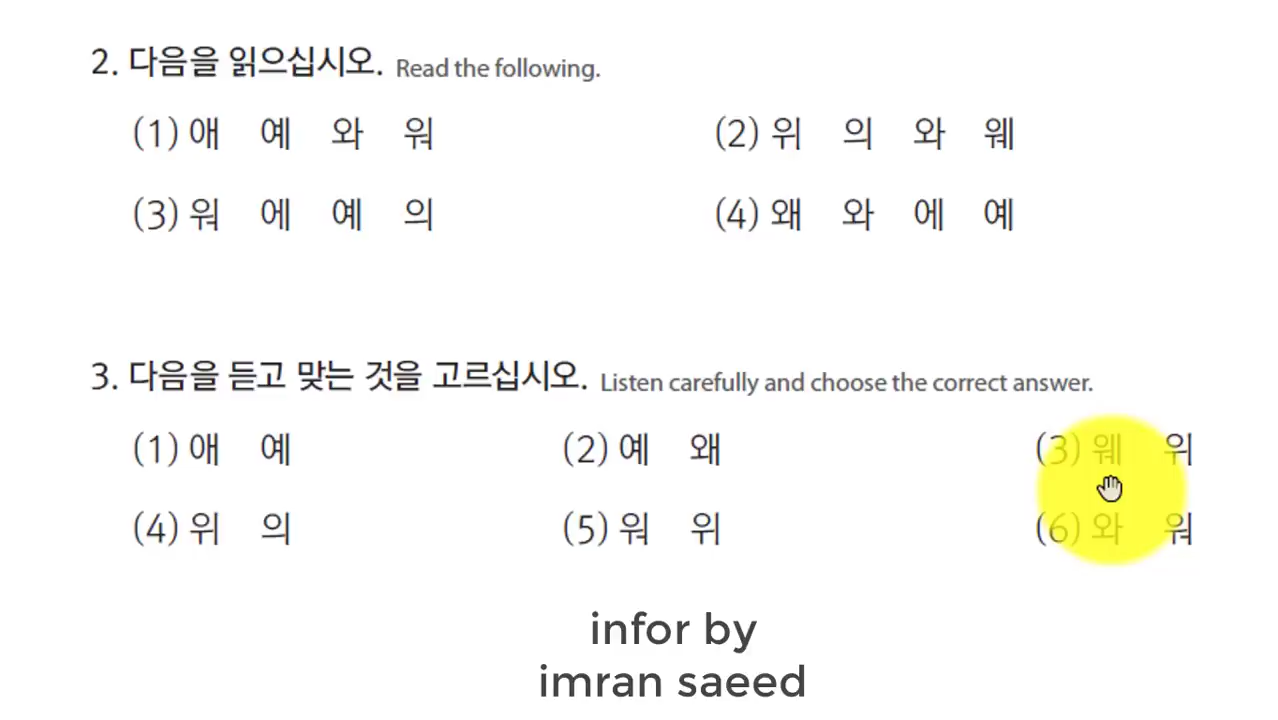 2. 다음을 읽으십시오. Read the following.
(1) 애 예 와 워 (2) 위 의 와 웨
(3) 워 에 예 의 (4) 왜 와 에 예
3. 다음을 듣고 맞는 것을 고르십시오. Listen carefully and choose the correct answer.
(1) 애 예 (2) 예 왜 (3) 웨 위
(4) 위 의 (5) 워 위 (6) 와 워
infor by
imran saeed